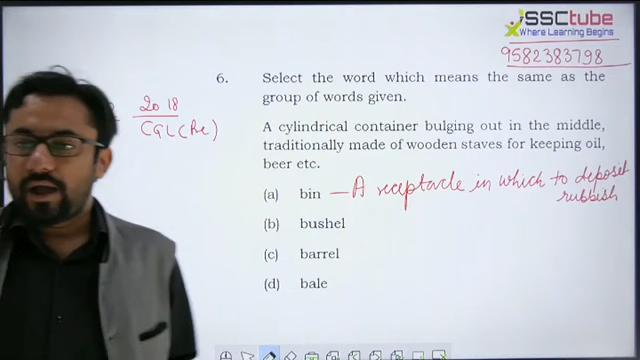 SSCtube
Where Learning Begins
9582383798
6. Select the word which means the same as the
group of words given.
2018
CGL (Re)
A cylindrical container bulging out in the middle,
traditionally made of wooden staves for keeping oil,
beer etc.
(a) bin — A receptacle in which to deposit
rubbish
(b) bushel
(c) barrel
(d) bale